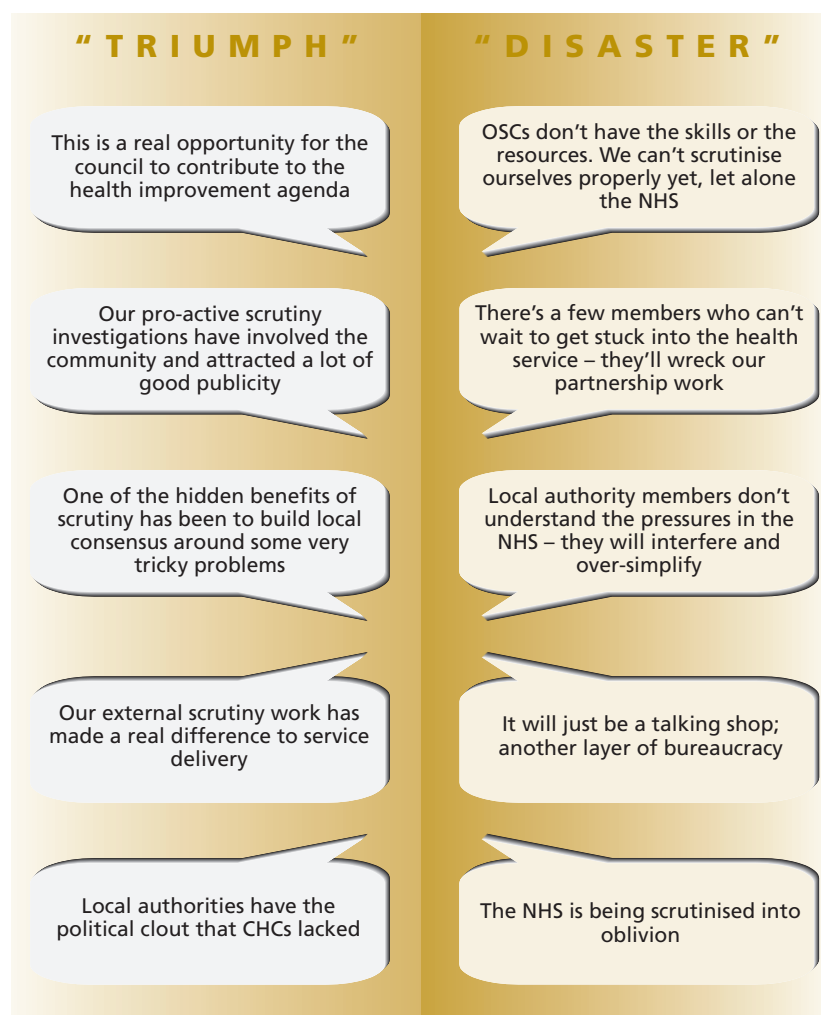 “TRIUMPH”
This is a real opportunity for the
council to contribute to the
health improvement agenda
Our pro-active scrutiny
investigations have involved the
community and attracted a lot of
good publicity
One of the hidden benefits of
scrutiny has been to build local
consensus around some very
tricky problems
Our external scrutiny work has
made a real difference to service
delivery
Local authorities have the
political clout that CHCs lacked
“DISASTER”
OSCs don’t have the skills or the
resources. We can’t scrutinise
ourselves properly yet, let alone
the NHS
There’s a few members who can’t
wait to get stuck into the health
service – they’ll wreck our
partnership work
Local authority members don’t
understand the pressures in the
NHS – they will interfere and
over-simplify
It will just be a talking shop;
another layer of bureaucracy
The NHS is being scrutinised into
oblivion